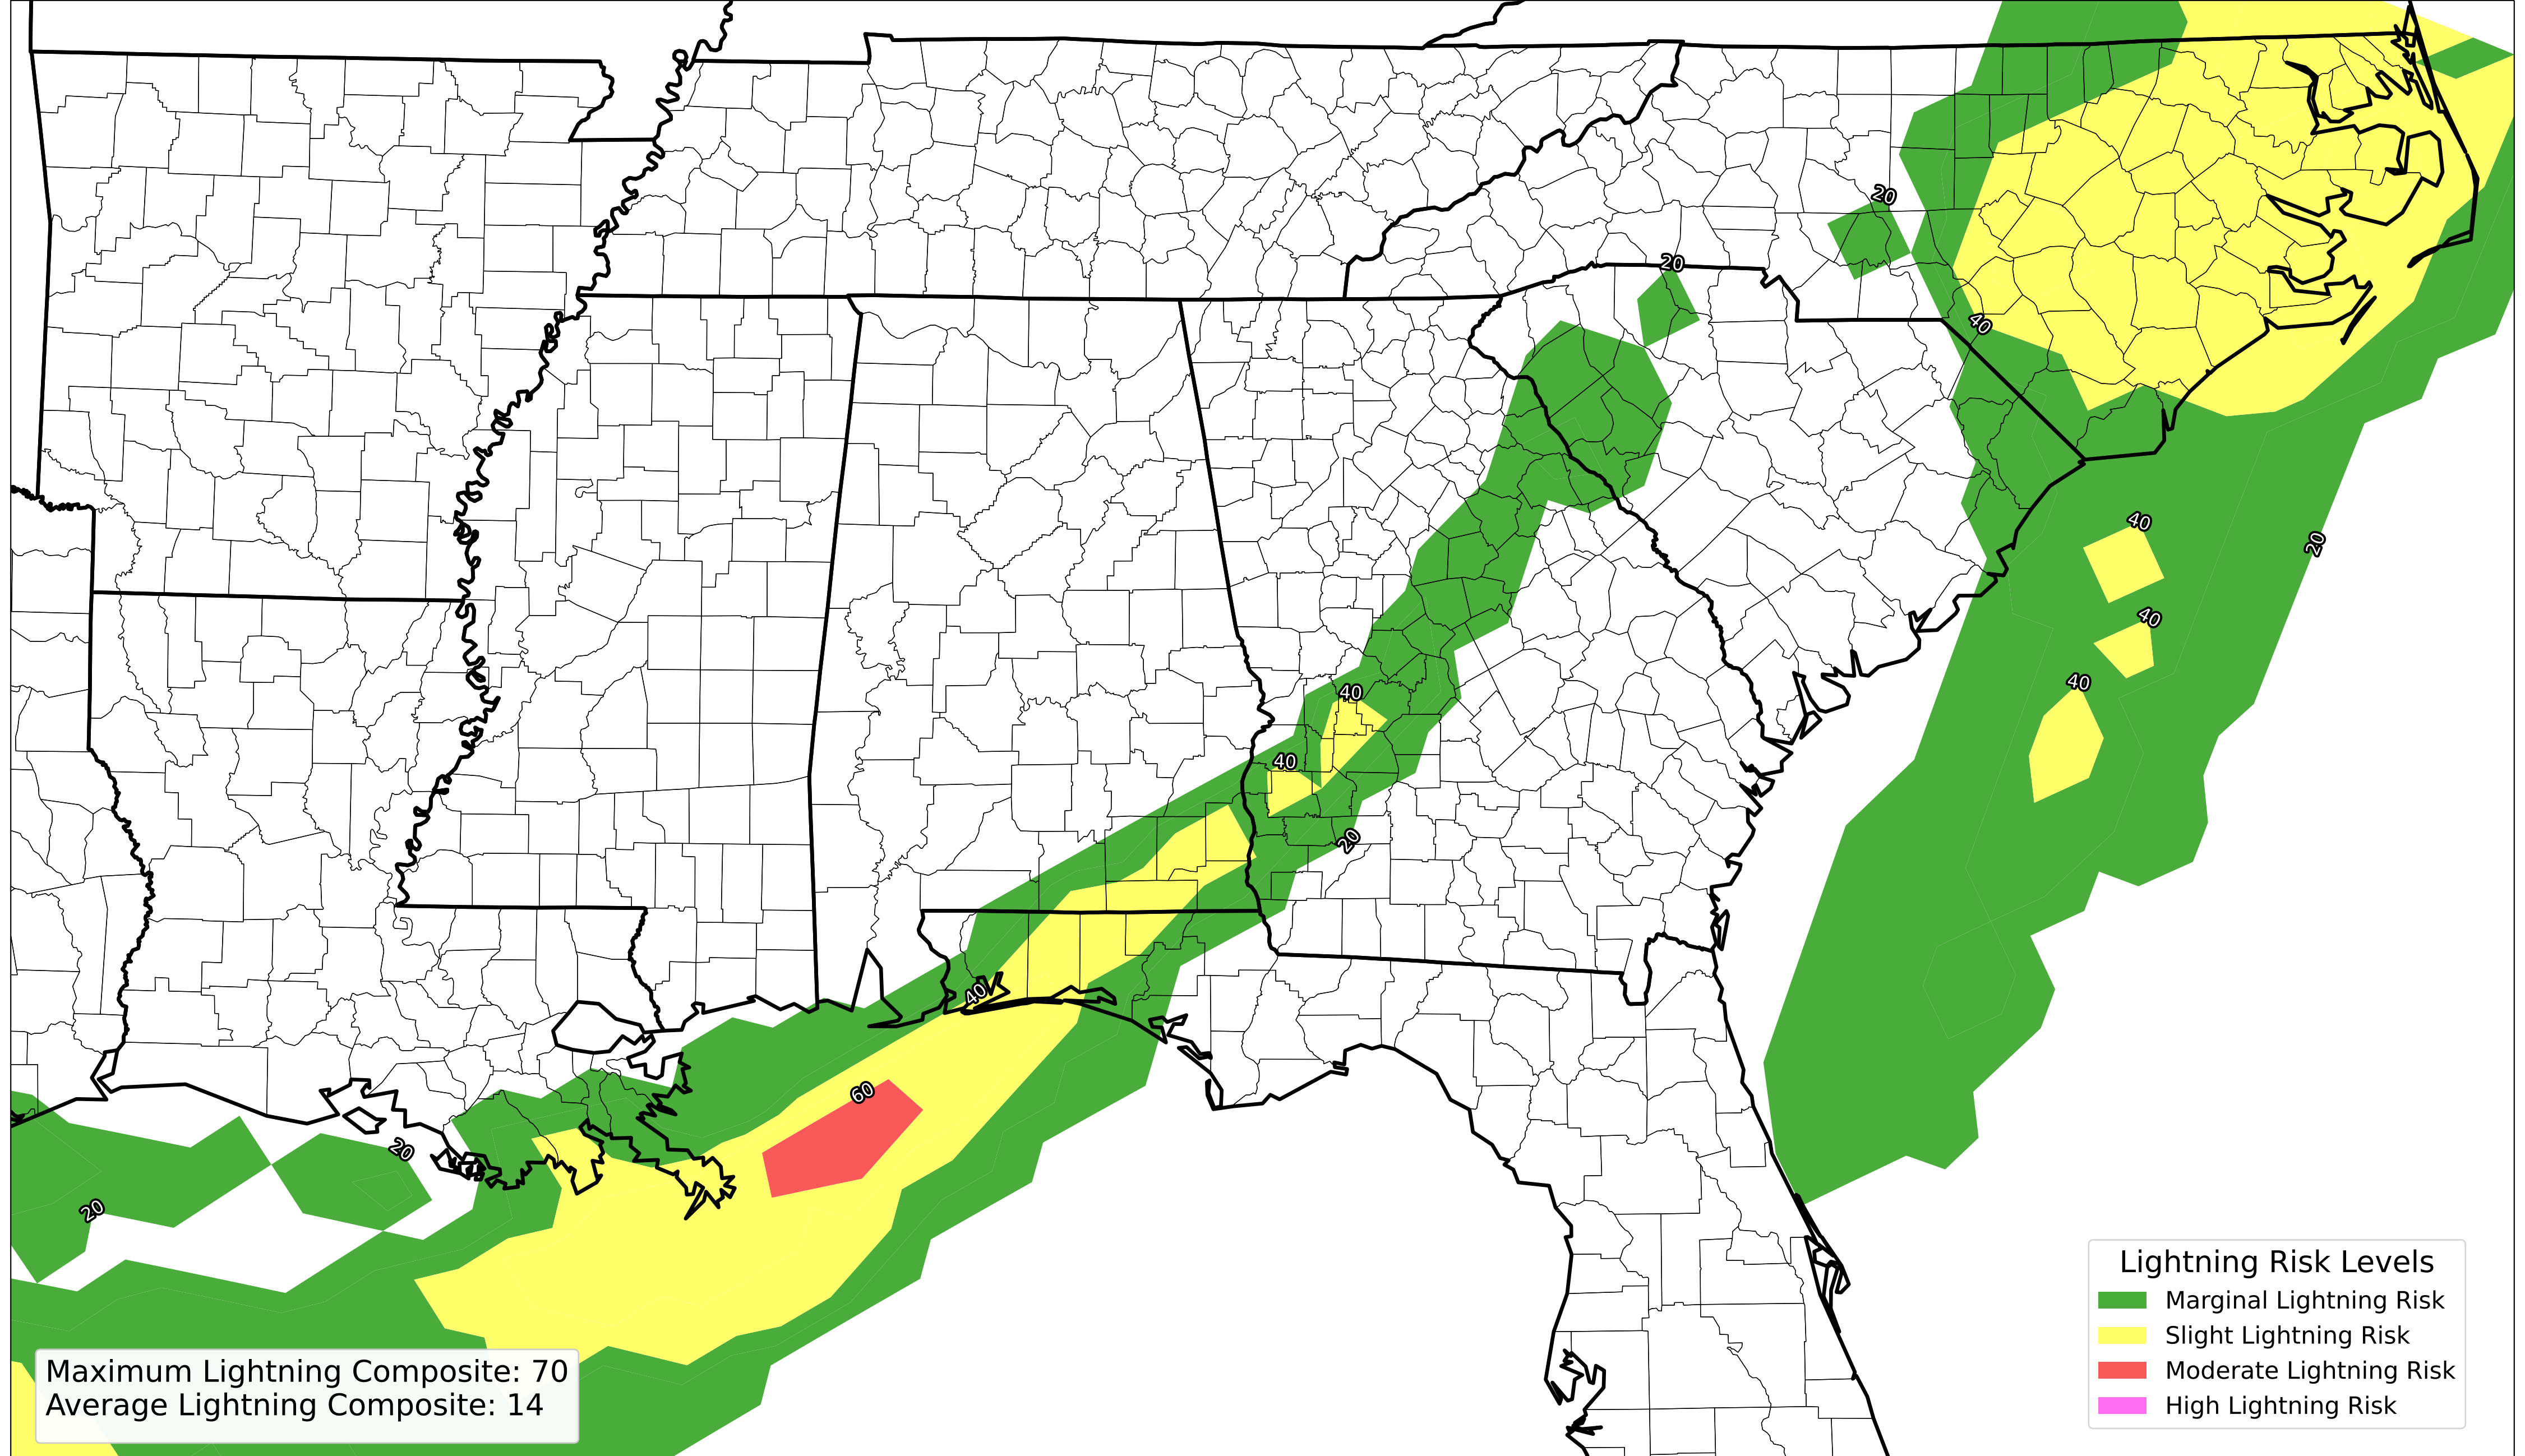 20
20
40
40
20
40
40
40
40
20
40
60
20
20
Lightning Risk Levels
Marginal Lightning Risk
Slight Lightning Risk
Moderate Lightning Risk
High Lightning Risk
Maximum Lightning Composite: 70
Average Lightning Composite: 14